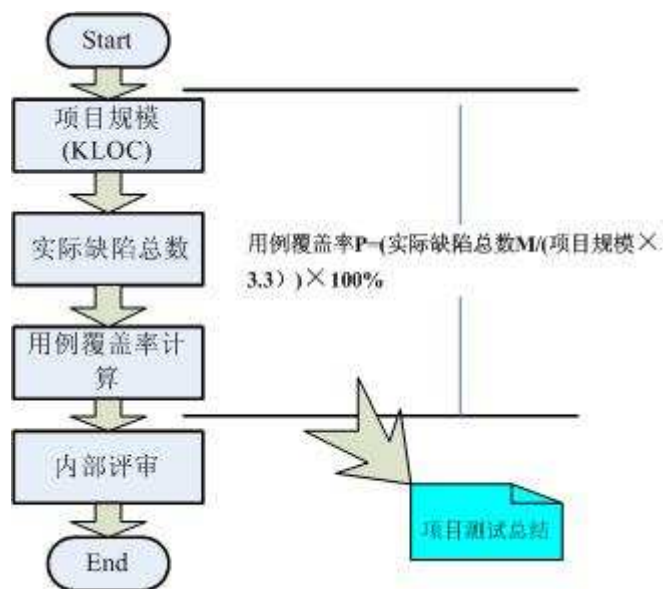 Start
项目规模
(KLOC)
实际缺陷总数
用例覆盖率P=(实际缺陷总数M/(项目规模×
3.3))×100%
用例覆盖率计
算
内部评审
项目测试总结
End